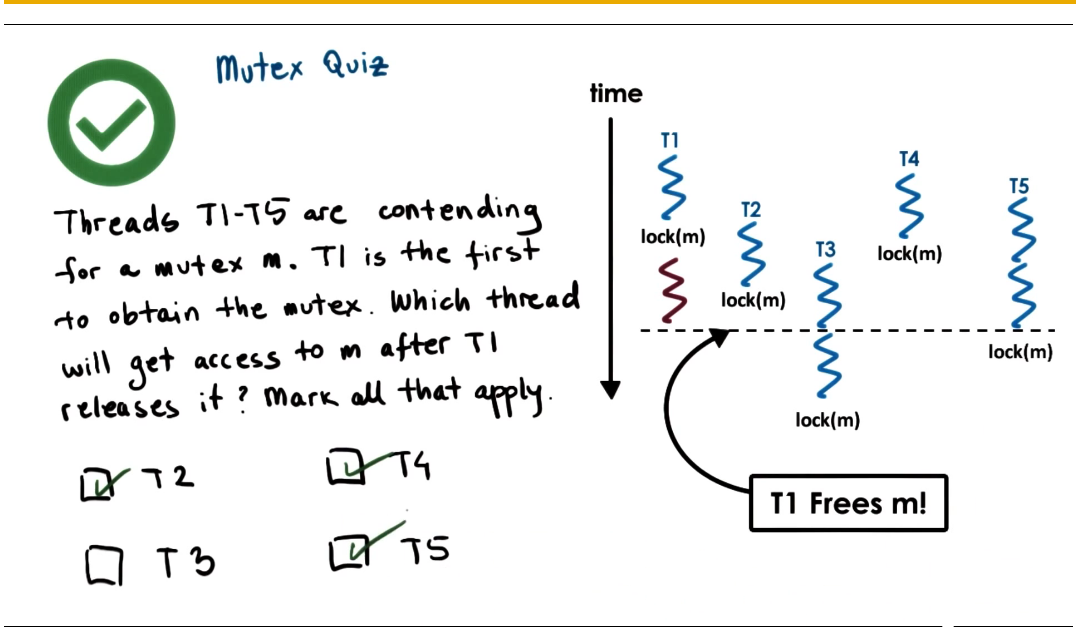 Mutex Quiz
Threads T1-T5 are contending
for a mutex m. T1 is the first
to obtain the mutex. Which thread
will get access to m after T1
releases it? Mark all that apply.
T2
T4
T3
T5
time
T1
lock(m)
T2
lock(m)
T3
lock(m)
T4
lock(m)
T5
lock(m)
T1 Frees m!